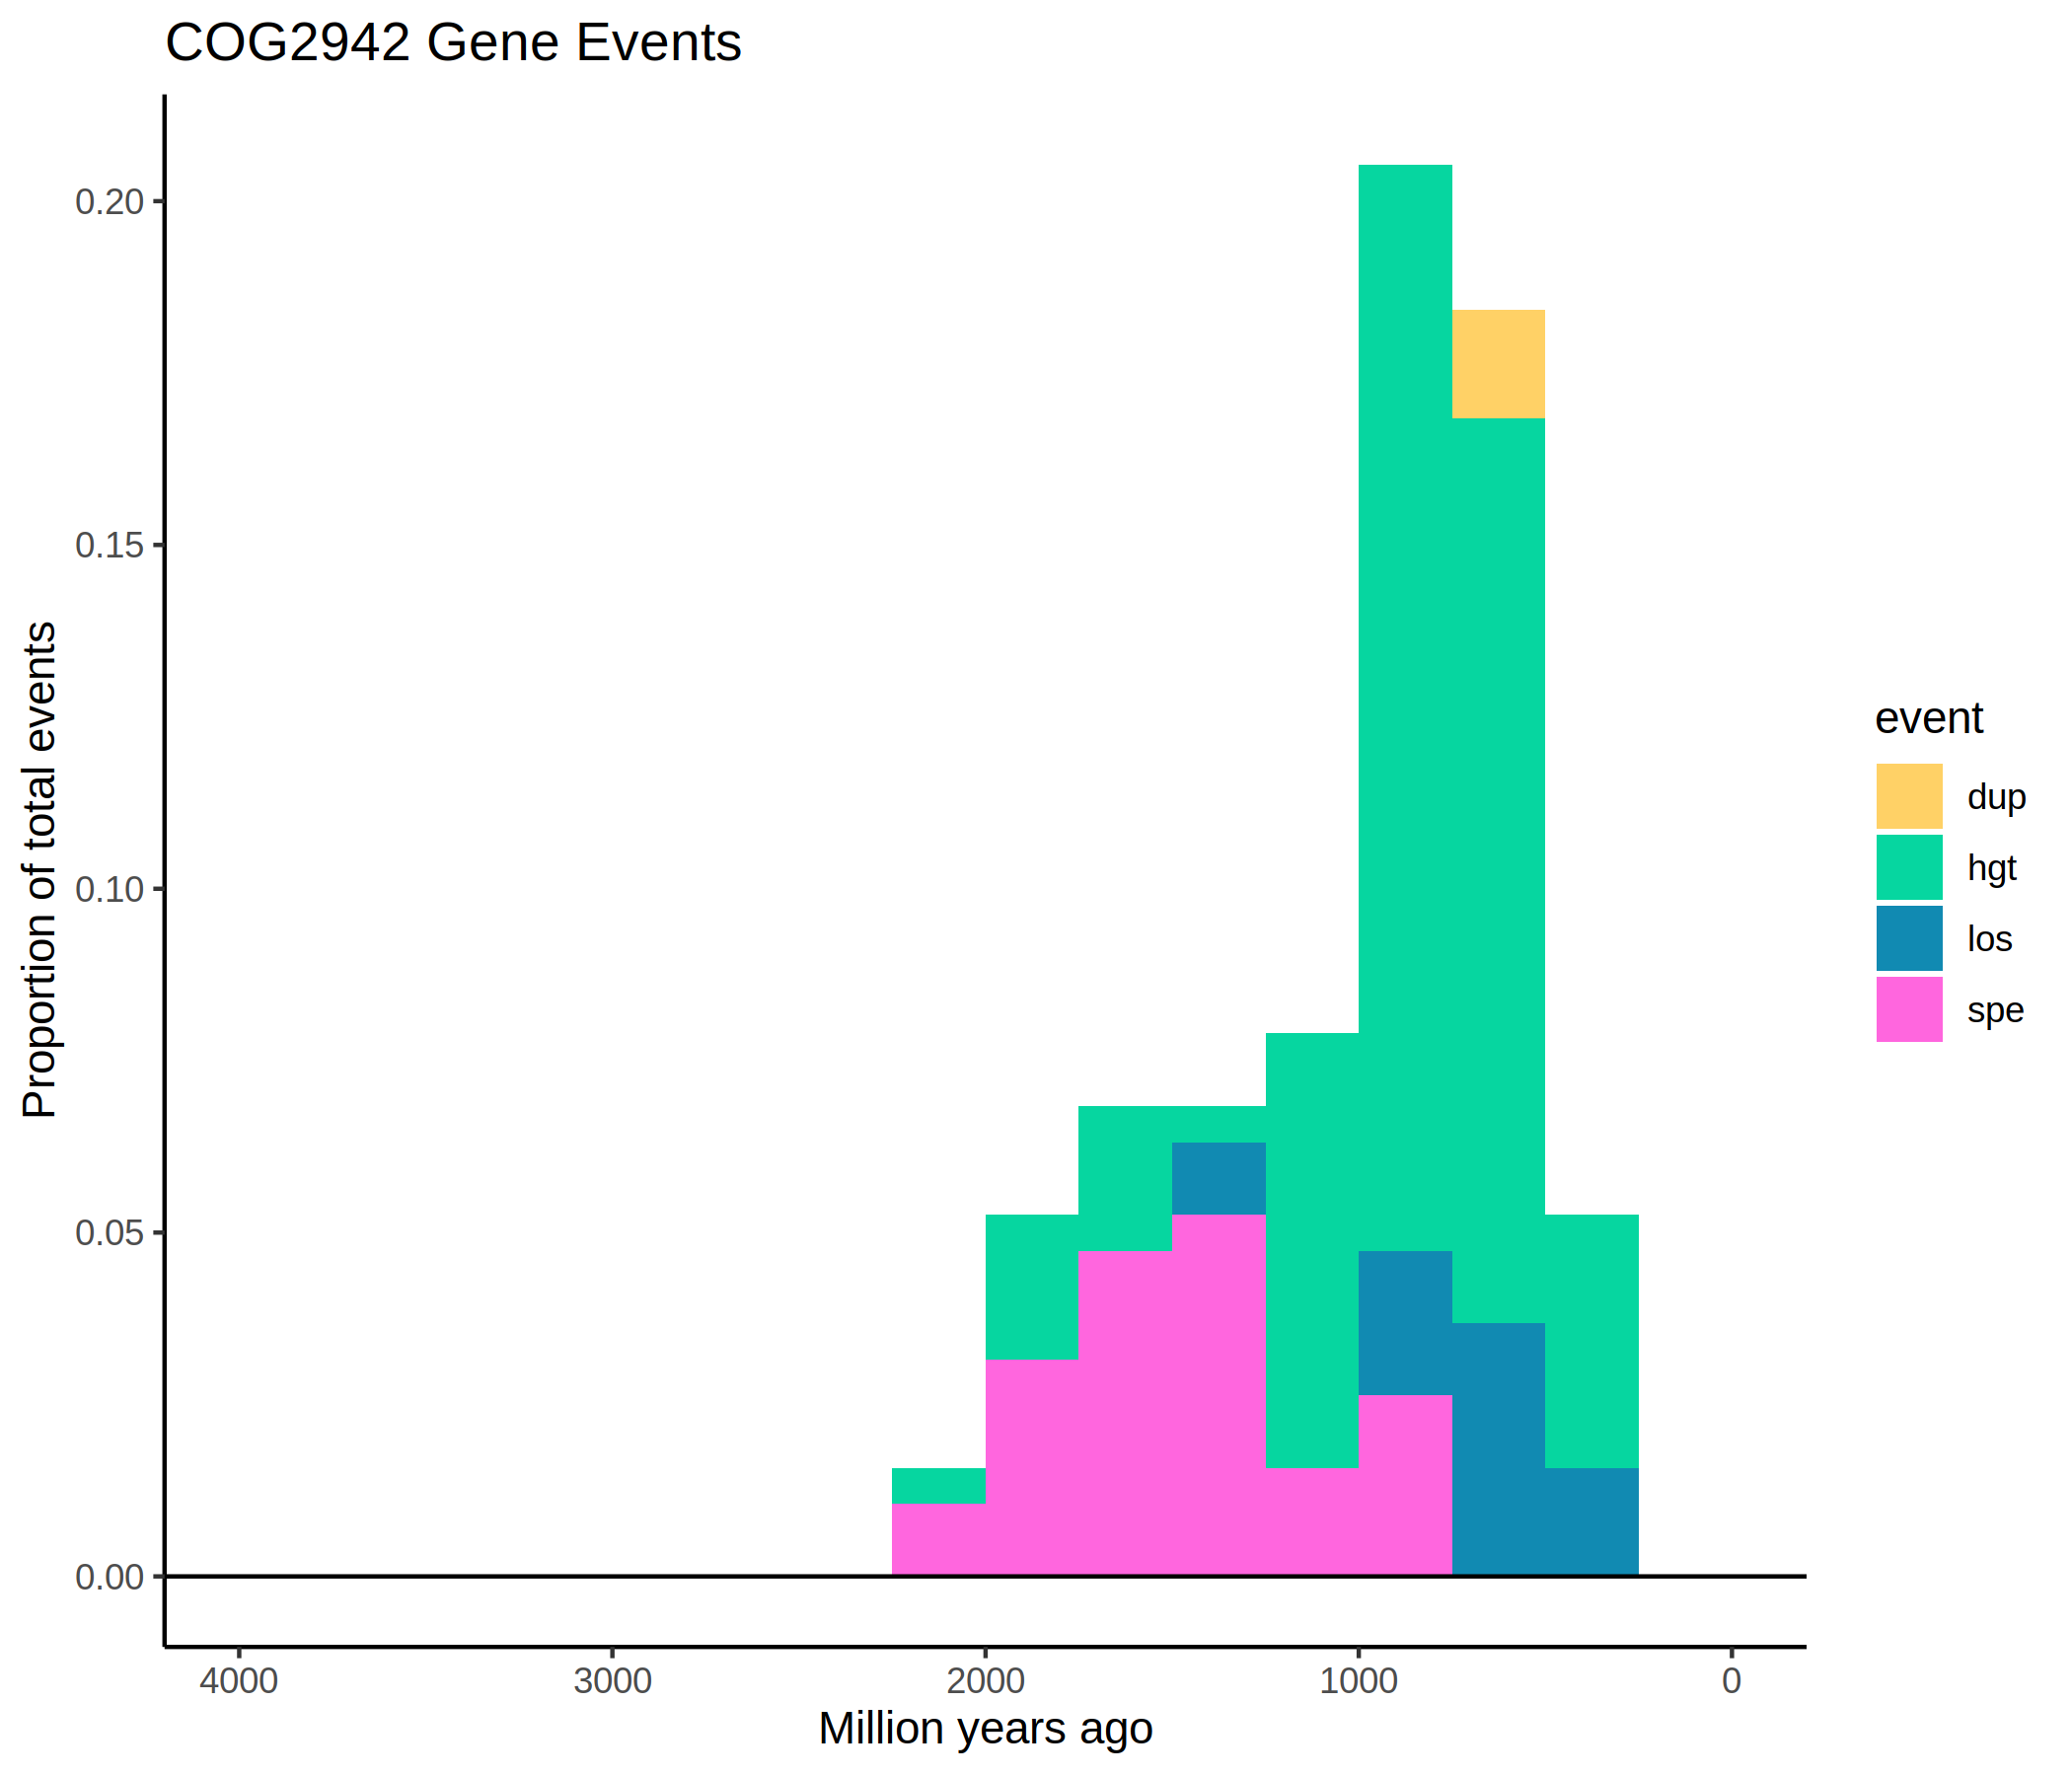 COG2942 Gene Events
Proportion of total events
0.20
0.15
0.10
0.05
0.00
4000 3000 2000 1000 0
Million years ago
event
dup
hgt
los
spe